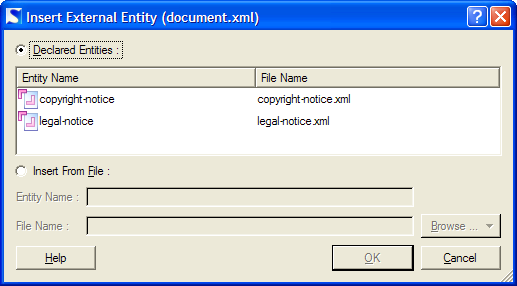 Insert External Entity (document.xml)
Declared Entities :
Entity Name File Name
copyright-notice copyright-notice.xml
legal-notice legal-notice.xml
Insert From File :
Entity Name :
File Name : Browse ...
Help OK Cancel